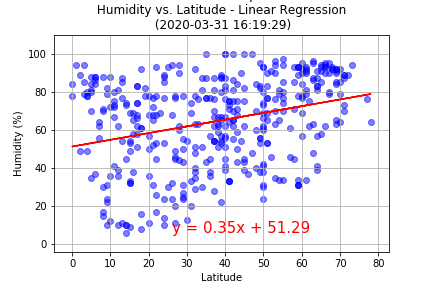 Humidity vs. Latitude - Linear Regression
(2020-03-31 16:19:29)
100
80
60
40
20
0
Humidity (%)
y = 0.35x + 51.29
0 10 20 30 40 50 60 70 80
Latitude